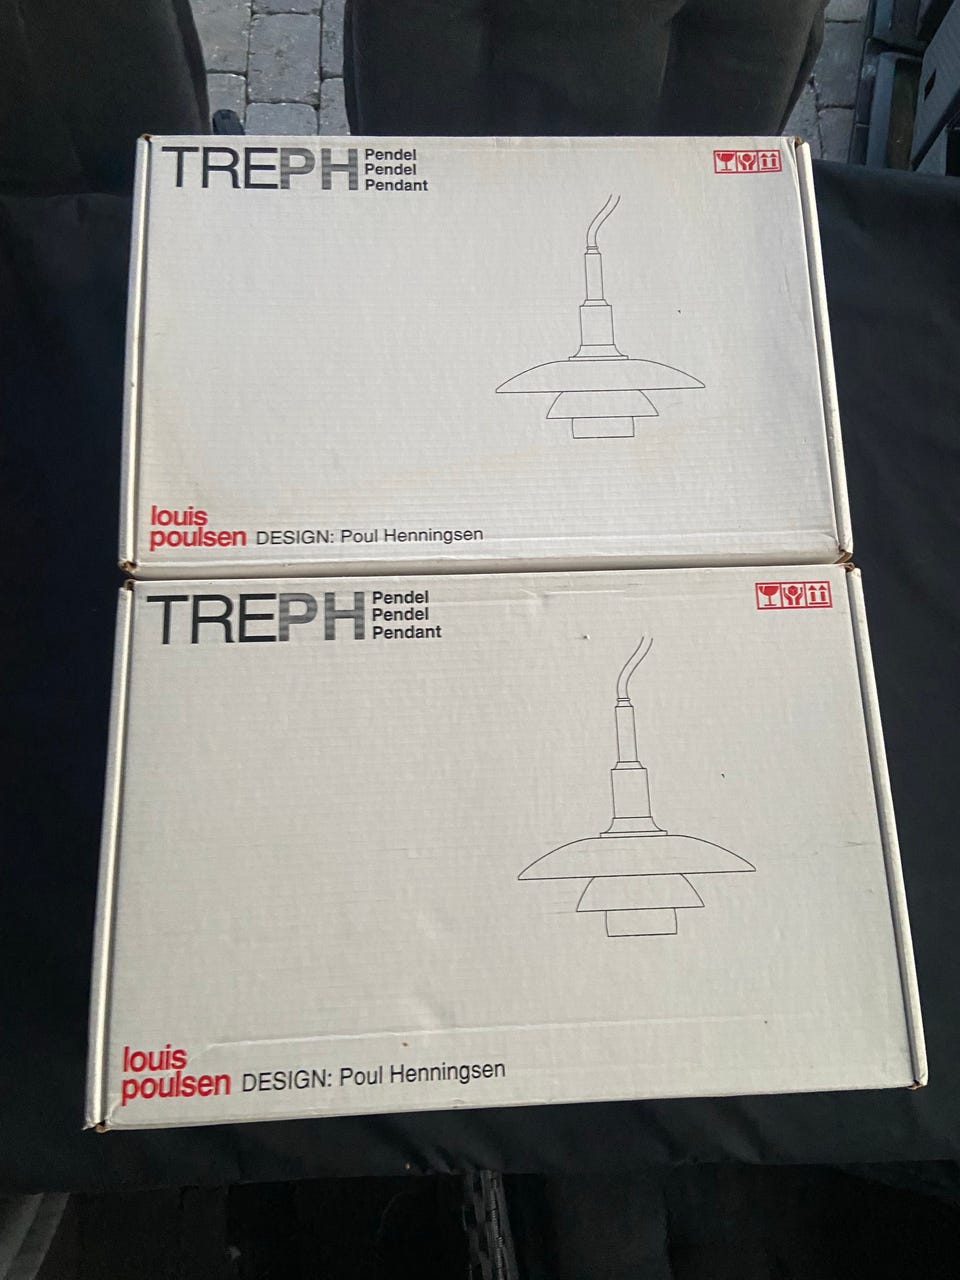 TREPH
Pendel
Pendel
Pendant
louis
poulsen
DESIGN: Poul Henningsen
TREPH
Pendel
Pendel
Pendant
louis
poulsen
DESIGN: Poul Henningsen